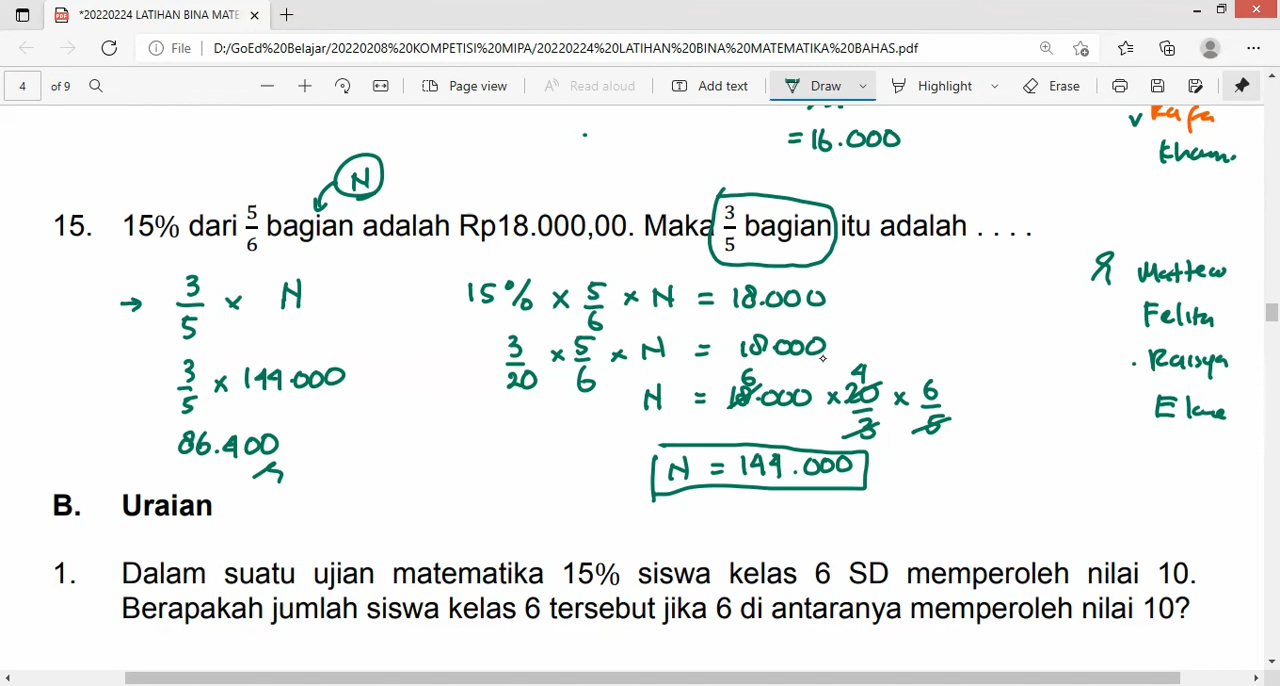 *20220224 LATIHAN BINA MATE
File D:/GoEd%20Belajar/20220208%20KOMPETISI%20MIPA/20220224%20LATIHAN%20BINA%20MATEMATIKA%20BAHAS.pdf
4 of 9 Page view Read aloud Add text Draw Highlight Erase
Kafa
= 16.000
N
15. 15% dari 5/6 bagian adalah Rp18.000,00. Maka 3/5 bagian itu adalah . . . .
→ 3/5 × N
15% × 5/6 × N = 18.000
Mattew
Felita
3/20 × 5/6 × N = 18.000
Raisya
3/5 × 144.000
6 4
N = 18.000 × 20/3 × 6/5
86.400
N = 144.000
B. Uraian
1. Dalam suatu ujian matematika 15% siswa kelas 6 SD memperoleh nilai 10.
Berapakah jumlah siswa kelas 6 tersebut jika 6 di antaranya memperoleh nilai 10?